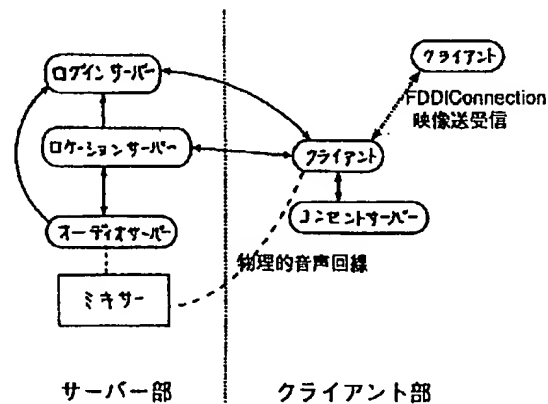 クライアント
ログインサーバー
FDDIConnection
映像送受信
ロケーションサーバー
クライアント
コンセントサーバー
オーディオサーバー
物理的音声回線
ミキサー
サーバー部
クライアント部